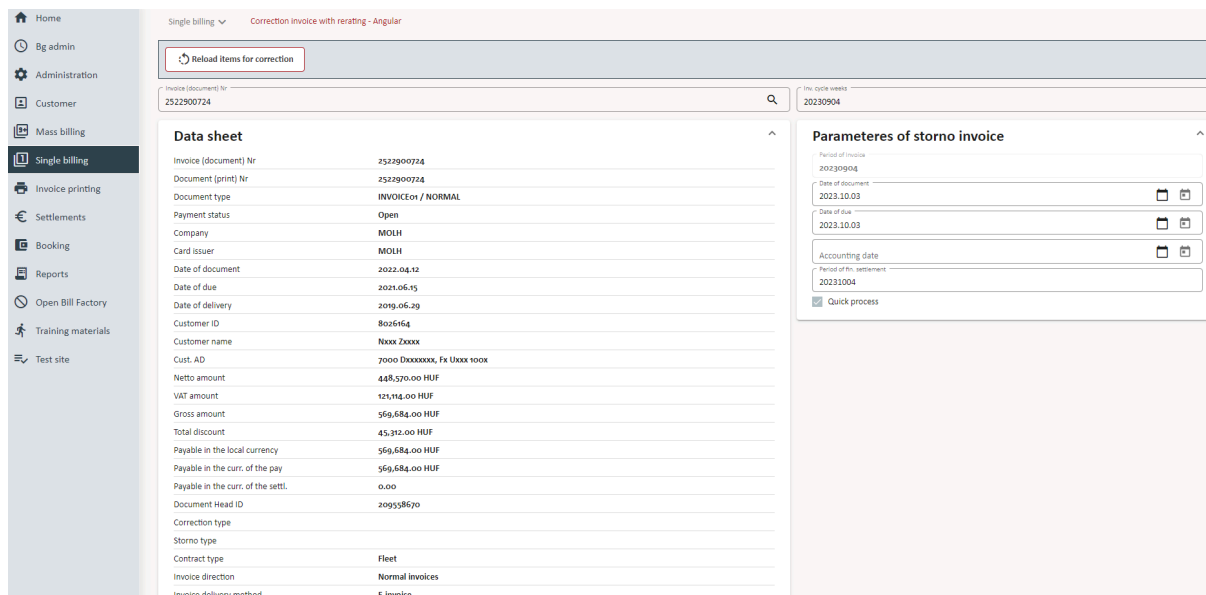 Home
Bg admin
Administration
Customer
Mass billing
Single billing
Invoice printing
Settlements
Booking
Reports
Open Bill Factory
Training materials
Test site
Single billing Correction invoice with rerating - Angular
Reload items for correction
Invoice (document) Nr
2522900724
Inv. cycle weeks
20230904
Data sheet
Invoice (document) Nr 2522900724
Document (print) Nr 2522900724
Document type INVOICE01 / NORMAL
Payment status Open
Company MOLH
Card issuer MOLH
Date of document 2022.04.12
Date of due 2021.06.15
Date of delivery 2019.06.29
Customer ID 8026164
Customer name Nxxx Zxxxx
Cust. AD 7000 Dxxxxxxx, Fx Uxxx 100x
Netto amount 448,570.00 HUF
VAT amount 121,114.00 HUF
Gross amount 569,684.00 HUF
Total discount 45,312.00 HUF
Payable in the local currency 569,684.00 HUF
Payable in the curr. of the pay 569,684.00 HUF
Payable in the curr. of the settl. 0.00
Document Head ID 209558670
Correction type
Storno type
Contract type Fleet
Invoice direction Normal invoices
Invoice delivery method E-invoice
Parameteres of storno invoice
Period of invoice
20230904
Date of document
2023.10.03
Date of due
2023.10.03
Accounting date
Period of fin. settlement
20231004
Quick process